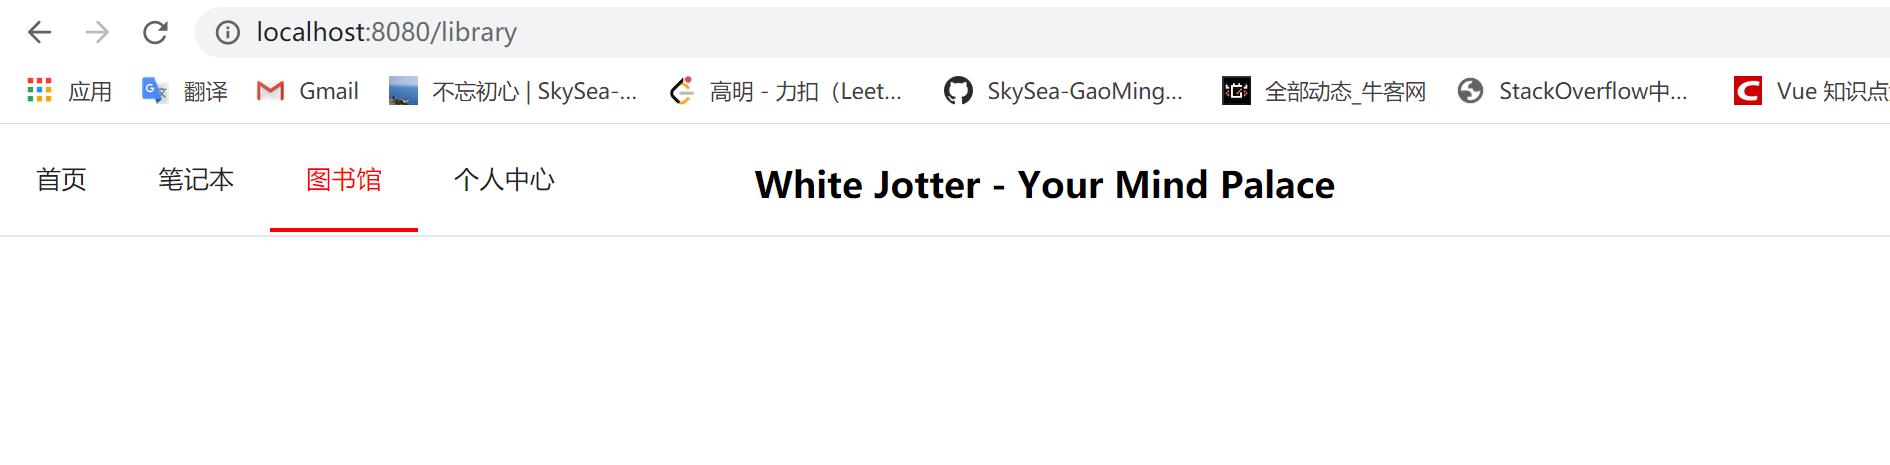 localhost:8080/library
应用 翻译 Gmail 不忘初心 | SkySea-... 高明 - 力扣（Leet... SkySea-GaoMing... 全部动态_牛客网 StackOverflow中... Vue 知识点
首页 笔记本 图书馆 个人中心 White Jotter - Your Mind Palace